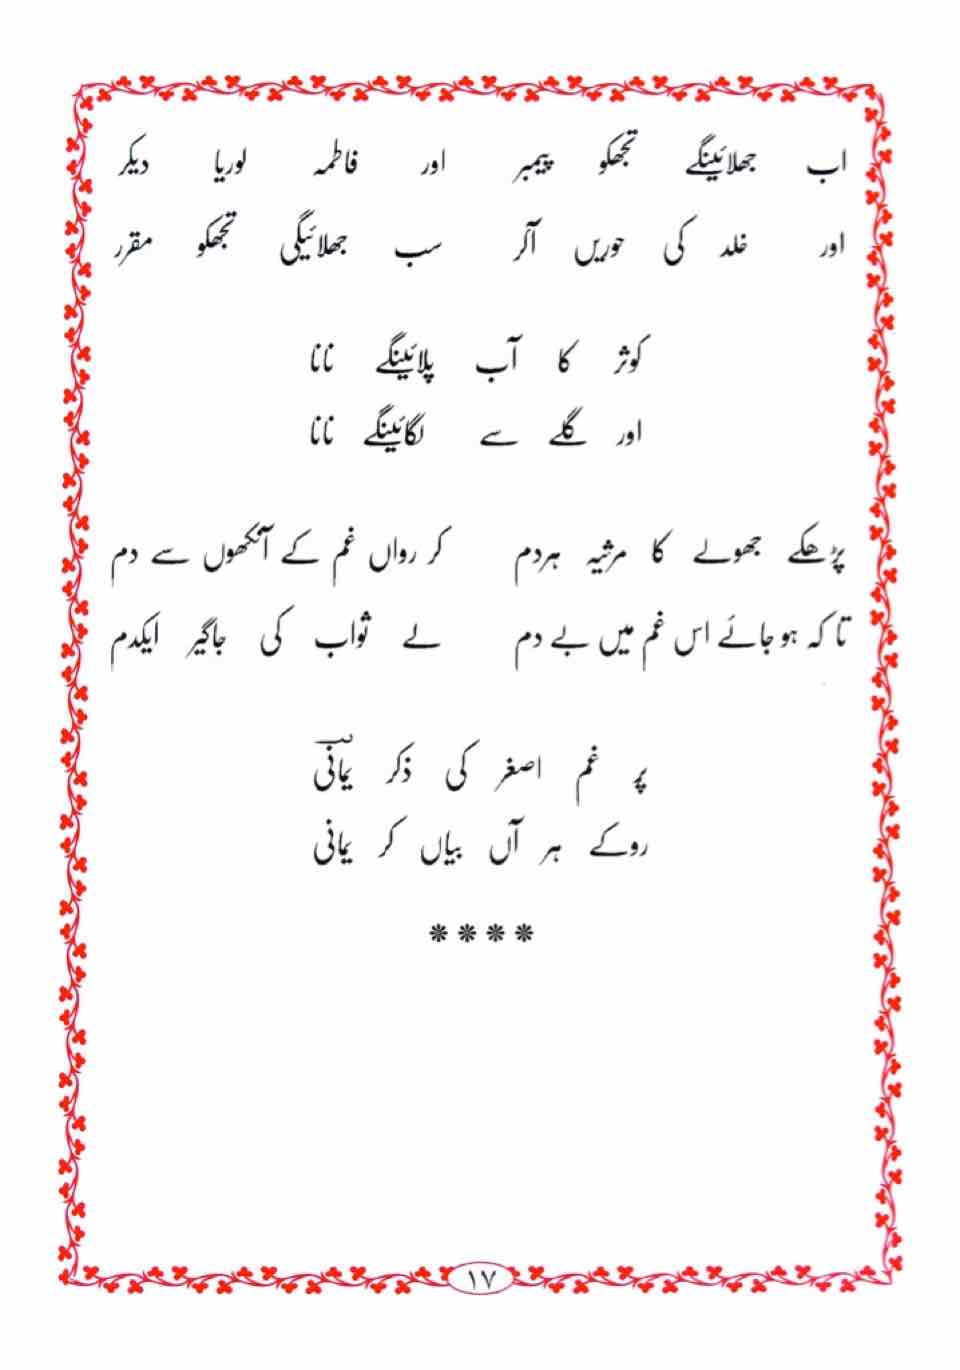 اب جھلائینگے تجھکو پیمبر اور فاطمہ لوریا دیکر
اور خلد کی حوریں آکر سب جھلائیگی تجھکو مقرر
کوثر کا آب پلائینگے نانا
اور گلے سے لگائینگے نانا
پڑھکے جھولے کا مرثیہ ہردم کر رواں غم کے آنکھوں سے دم
تا کہ ہو جائے اس غم میں بے دم لے ثواب کی جاگیر ایکدم
پر غم اصغر کی ذکر یمانی
روکے ہر آں بیاں کر یمانی
****
۱۷